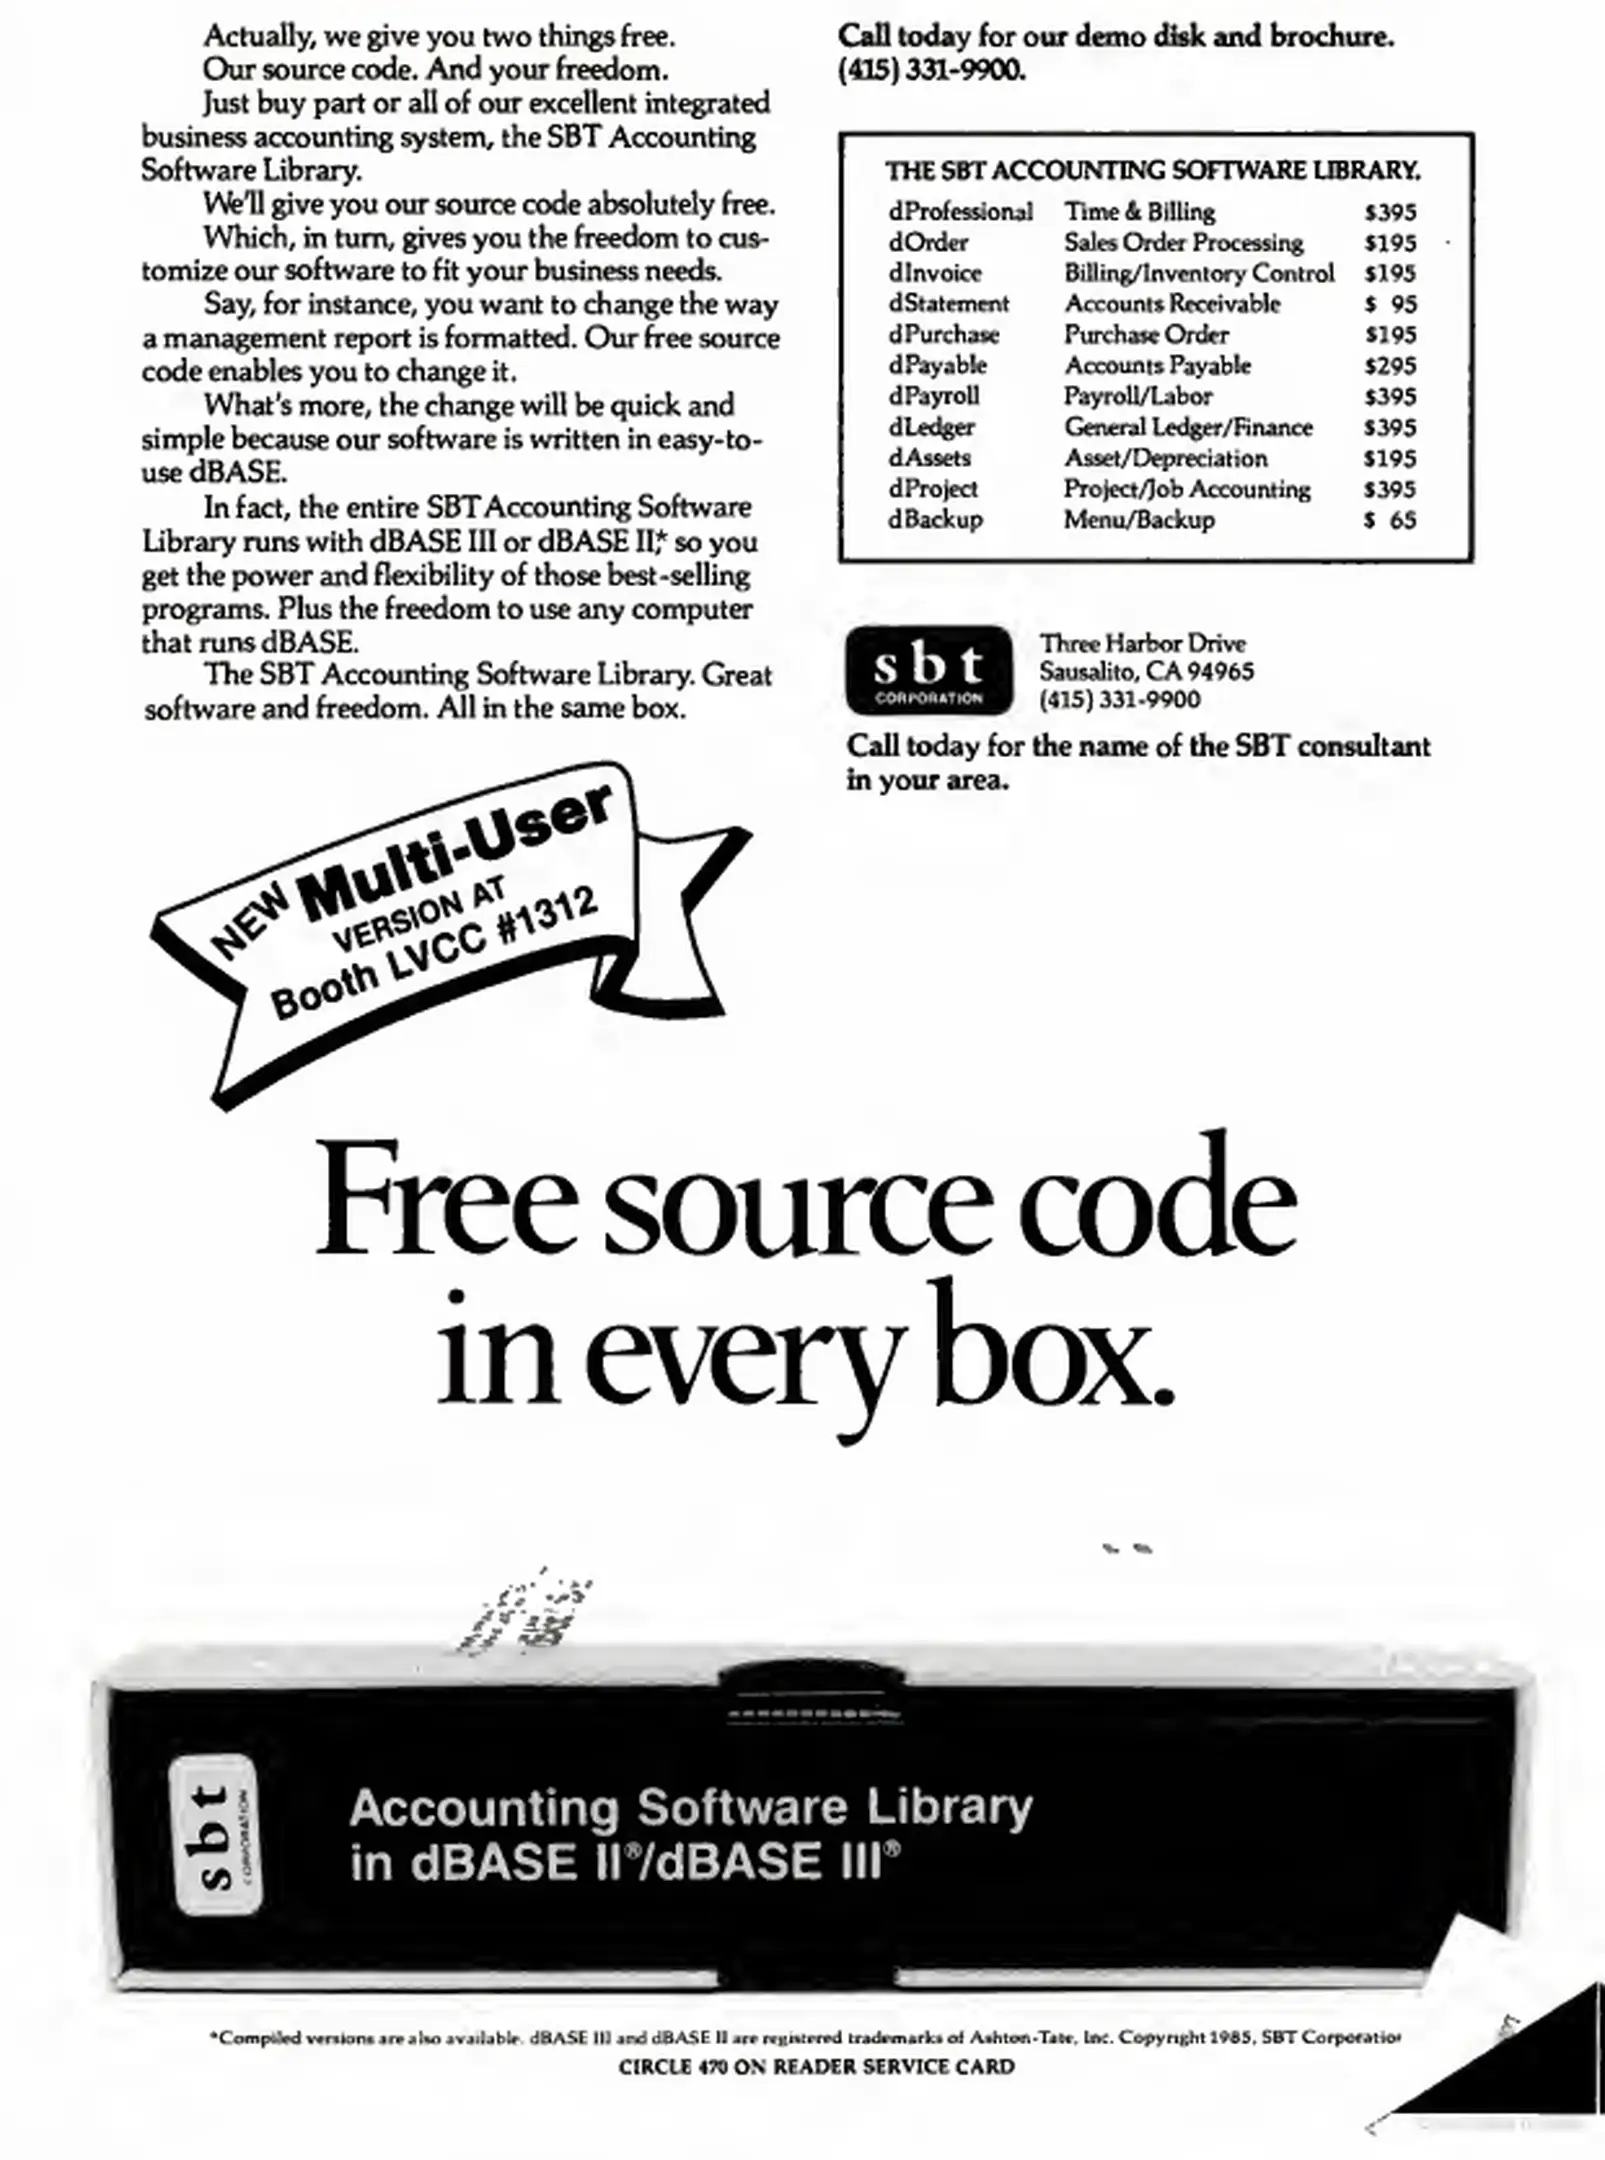 Actually, we give you two things free.
Our source code. And your freedom.
Just buy part or all of our excellent integrated
business accounting system, the SBT Accounting
Software Library.
We'll give you our source code absolutely free.
Which, in turn, gives you the freedom to cus-
tomize our software to fit your business needs.
Say, for instance, you want to change the way
a management report is formatted. Our free source
code enables you to change it.
What's more, the change will be quick and
simple because our software is written in easy-to-
use dBASE.
In fact, the entire SBT Accounting Software
Library runs with dBASE III or dBASE II,* so you
get the power and flexibility of those best-selling
programs. Plus the freedom to use any computer
that runs dBASE.
The SBT Accounting Software Library. Great
software and freedom. All in the same box.
Call today for our demo disk and brochure.
(415) 331-9900.
THE SBT ACCOUNTING SOFTWARE LIBRARY.
dProfessional Time & Billing $395
dOrder Sales Order Processing $195
dInvoice Billing/Inventory Control $195
dStatement Accounts Receivable $ 95
dPurchase Purchase Order $195
dPayable Accounts Payable $295
dPayroll Payroll/Labor $395
dLedger General Ledger/Finance $395
dAssets Asset/Depreciation $195
dProject Project/Job Accounting $395
dBackup Menu/Backup $ 65
sbt
CORPORATION
Three Harbor Drive
Sausalito, CA 94965
(415) 331-9900
Call today for the name of the SBT consultant
in your area.
NEW Multi-User
VERSION AT
Booth LVCC #1312
Free source code
in every box.
sbt
CORPORATION
Accounting Software Library
in dBASE II®/dBASE III®
*Compiled versions are also available. dBASE III and dBASE II are registered trademarks of Ashton-Tate, Inc. Copyright 1985, SBT Corporatio
CIRCLE 470 ON READER SERVICE CARD